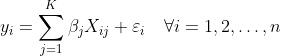 y_i = \sum_{j=1}^{K} \beta_j X_{ij} + \varepsilon_i \quad \forall i = 1, 2, \ldots, n